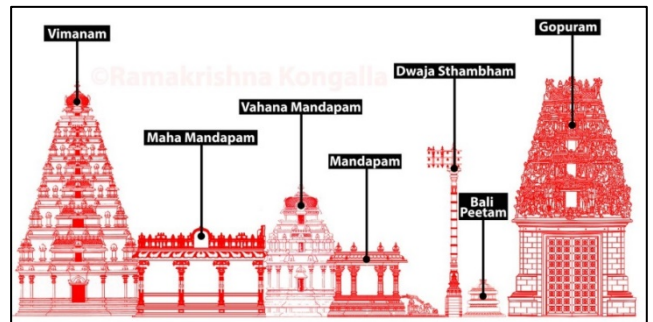 Vimanam
©Ramakrishna Kongalla
Gopuram
Dwaja Sthambham
Vahana Mandapam
Maha Mandapam
Mandapam
Bali
Peetam